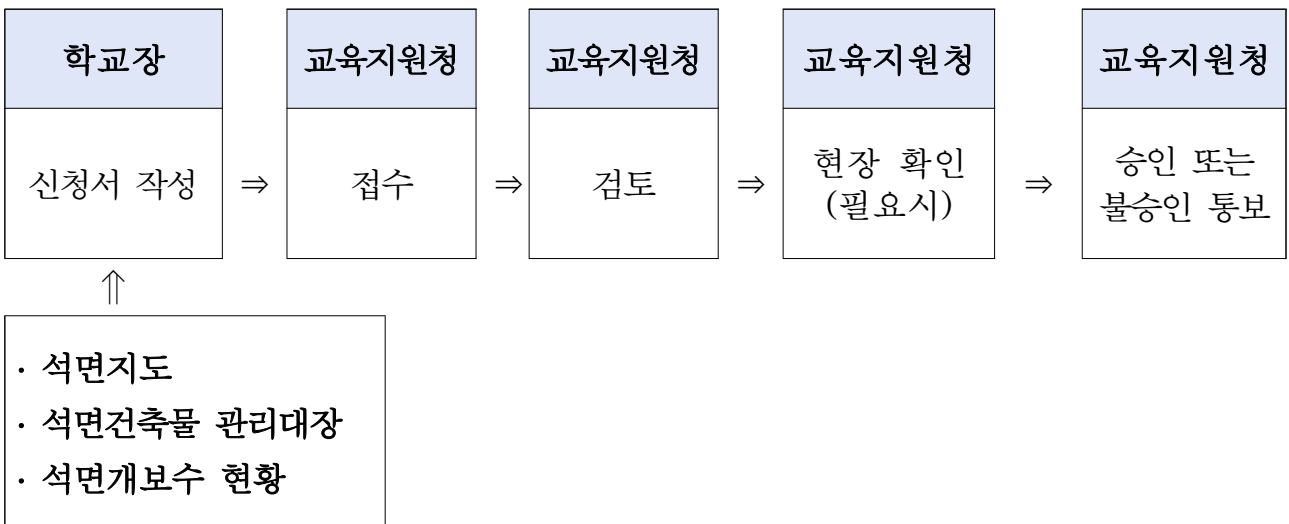 학교장
신청서 작성
⇒
교육지원청
접수
⇒
교육지원청
검토
⇒
교육지원청
현장 확인
(필요시)
⇒
교육지원청
승인 또는
불승인 통보
⇑
· 석면지도
· 석면건축물 관리대장
· 석면개보수 현황